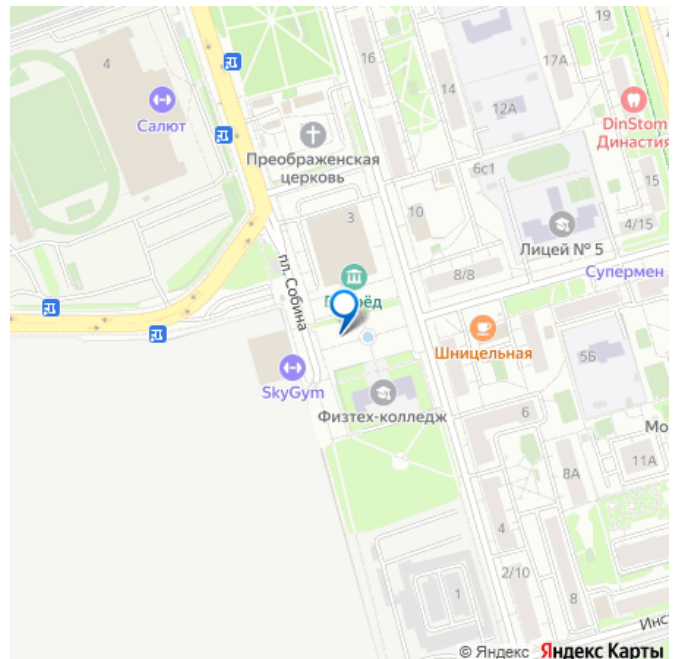 19
4
16
17А
14
12А
Салют
DinStom
Династия
Преображенская
церковь
6с1
15
3
10
4/15
Лицей № 5
пл. Собина
8/8
Супермен
Шницельная
5Б
SkyGym
Физтех-колледж
6
Мо
11А
8А
4
2/10
1
8
Инс
© Яндекс Яндекс Карты